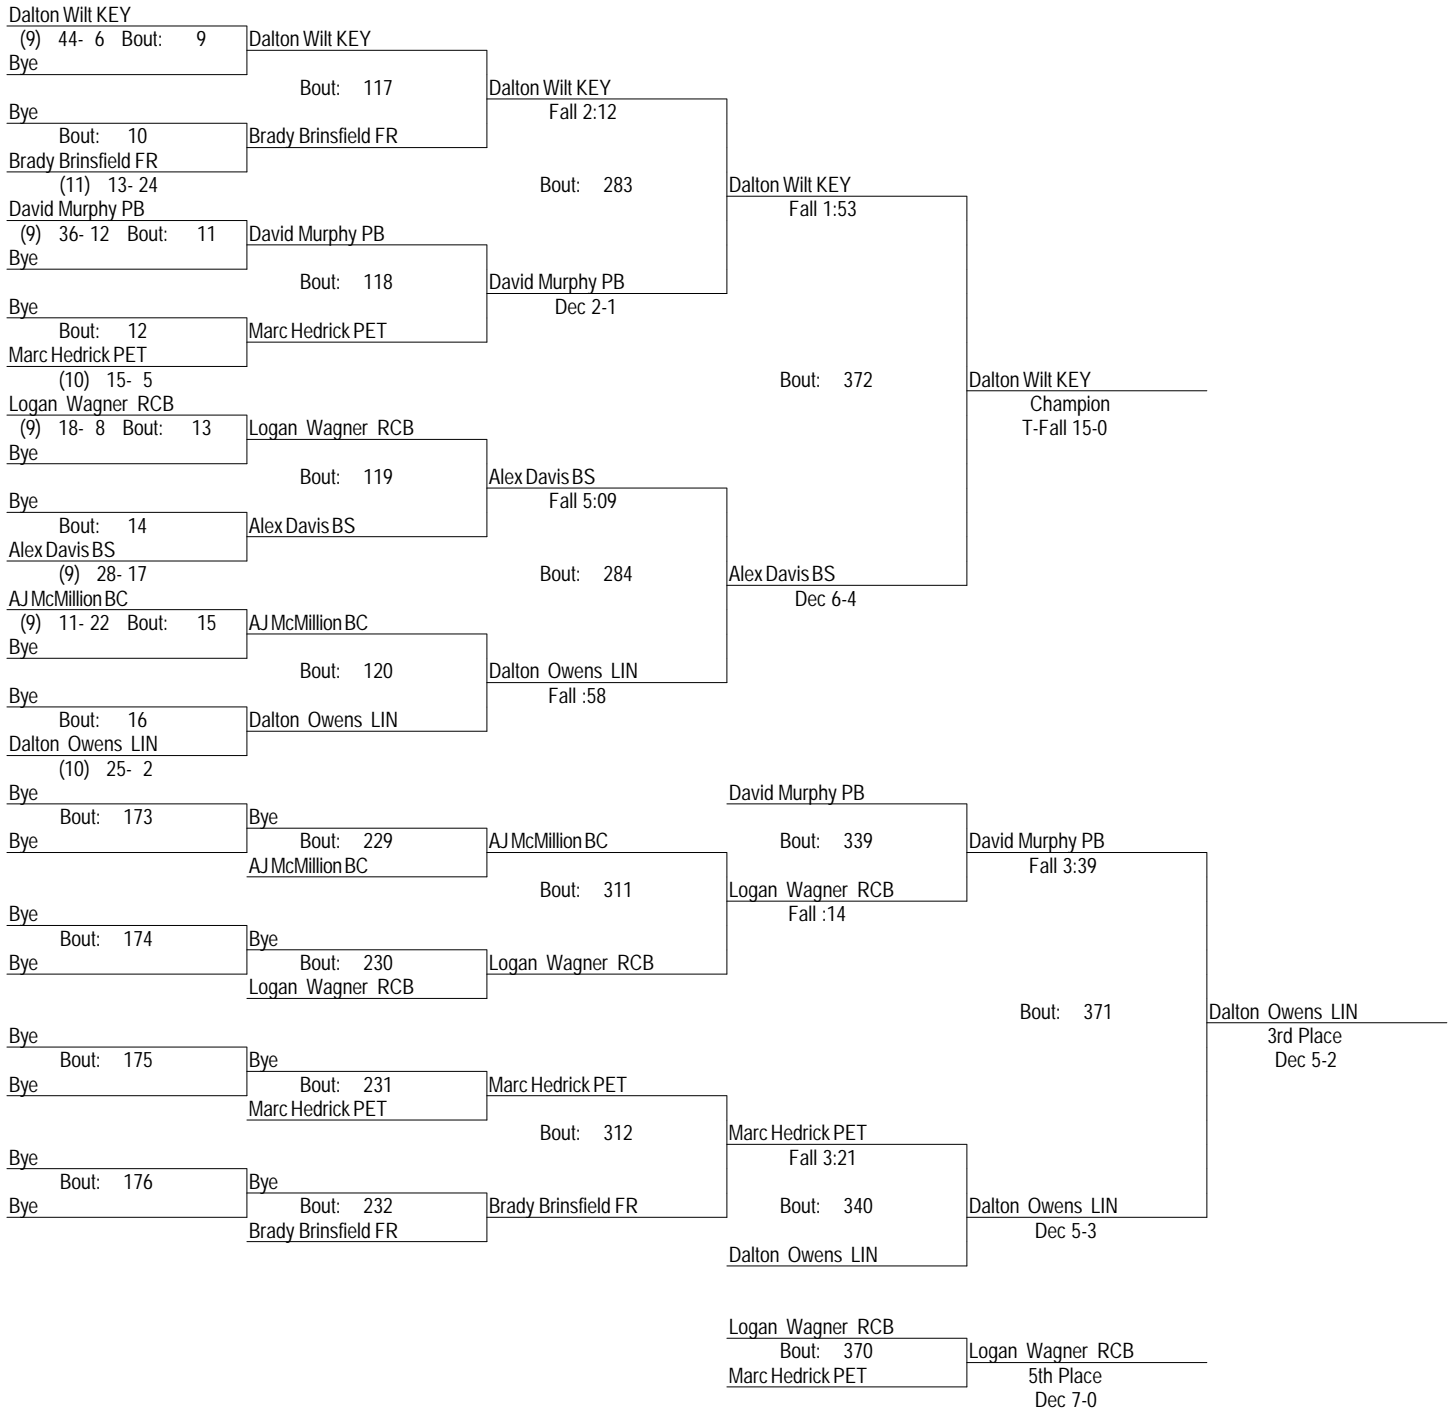 Dalton Wilt KEY
(9) 44- 6 Bout: 9
Bye
Dalton Wilt KEY
Bout: 117
Dalton Wilt KEY
Fall 2:12
Bye
Bout: 10
Brady Brinsfield FR
Brady Brinsfield FR
(11) 13- 24
Bout: 283
Dalton Wilt KEY
Fall 1:53
David Murphy PB
(9) 36- 12 Bout: 11
Bye
David Murphy PB
Bout: 118
David Murphy PB
Dec 2-1
Bye
Bout: 12
Marc Hedrick PET
Marc Hedrick PET
(10) 15- 5
Bout: 372
Dalton Wilt KEY
Champion
T-Fall 15-0
Logan Wagner RCB
(9) 18- 8 Bout: 13
Bye
Logan Wagner RCB
Bout: 119
Alex Davis BS
Fall 5:09
Bye
Bout: 14
Alex Davis BS
Alex Davis BS
(9) 28- 17
Bout: 284
Alex Davis BS
Dec 6-4
AJ McMillion BC
(9) 11- 22 Bout: 15
Bye
AJ McMillion BC
Bout: 120
Dalton Owens LIN
Fall :58
Bye
Bout: 16
Dalton Owens LIN
Dalton Owens LIN
(10) 25- 2
Bye
Bout: 173
Bye
Bye
Bout: 229
AJ McMillion BC
AJ McMillion BC
Bout: 311
David Murphy PB
Bout: 339
Logan Wagner RCB
Fall :14
David Murphy PB
Fall 3:39
Bye
Bout: 174
Bye
Bye
Bout: 230
Logan Wagner RCB
Logan Wagner RCB
Bout: 371
Dalton Owens LIN
3rd Place
Dec 5-2
Bye
Bout: 175
Bye
Bye
Bout: 231
Marc Hedrick PET
Marc Hedrick PET
Bout: 312
Marc Hedrick PET
Fall 3:21
Bout: 340
Dalton Owens LIN
Dalton Owens LIN
Dec 5-3
Bye
Bout: 176
Bye
Bye
Bout: 232
Brady Brinsfield FR
Brady Brinsfield FR
Logan Wagner RCB
Bout: 370
Marc Hedrick PET
Logan Wagner RCB
5th Place
Dec 7-0